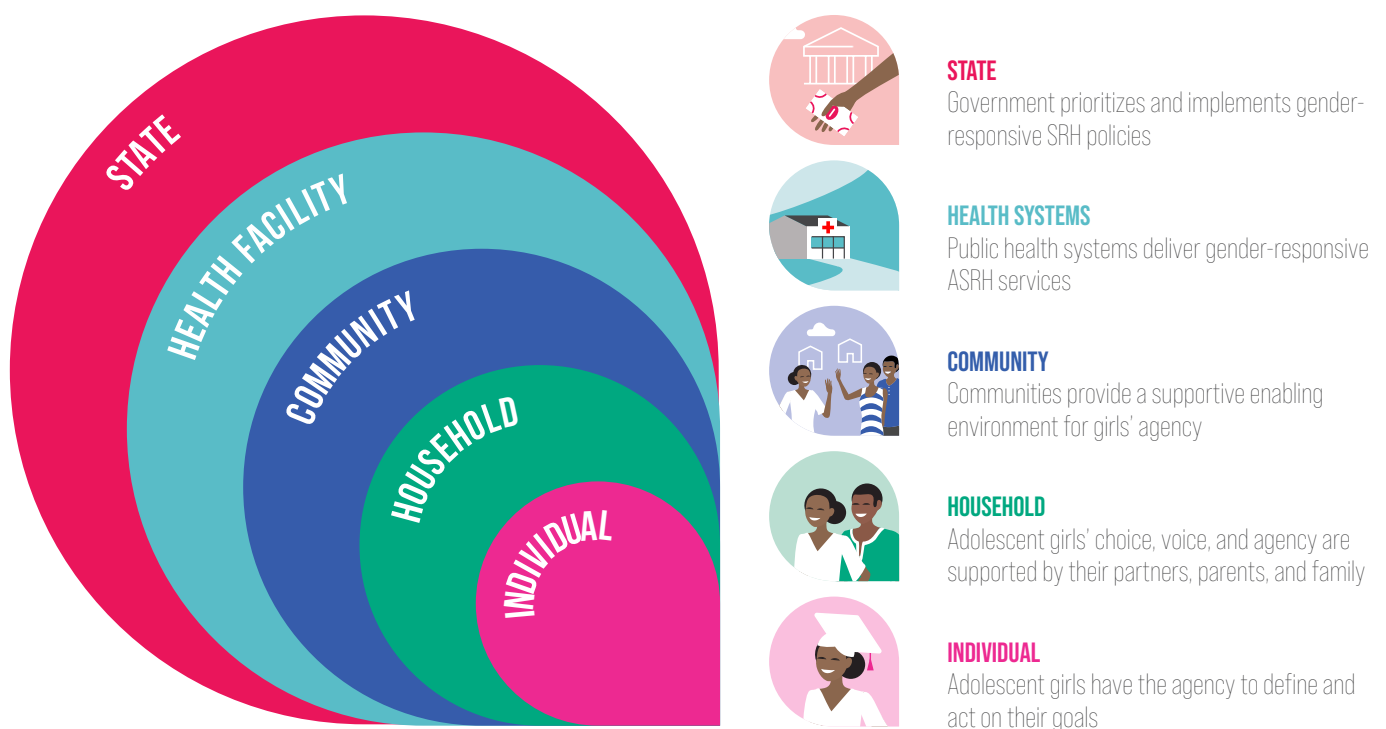 STATE
HEALTH FACILITY
COMMUNITY
HOUSEHOLD
INDIVIDUAL
STATE
Government prioritizes and implements gender-
responsive SRH policies
HEALTH SYSTEMS
Public health systems deliver gender-responsive
ASRH services
COMMUNITY
Communities provide a supportive enabling
environment for girls' agency
HOUSEHOLD
Adolescent girls' choice, voice, and agency are
supported by their partners, parents, and family
INDIVIDUAL
Adolescent girls have the agency to define and
act on their goals